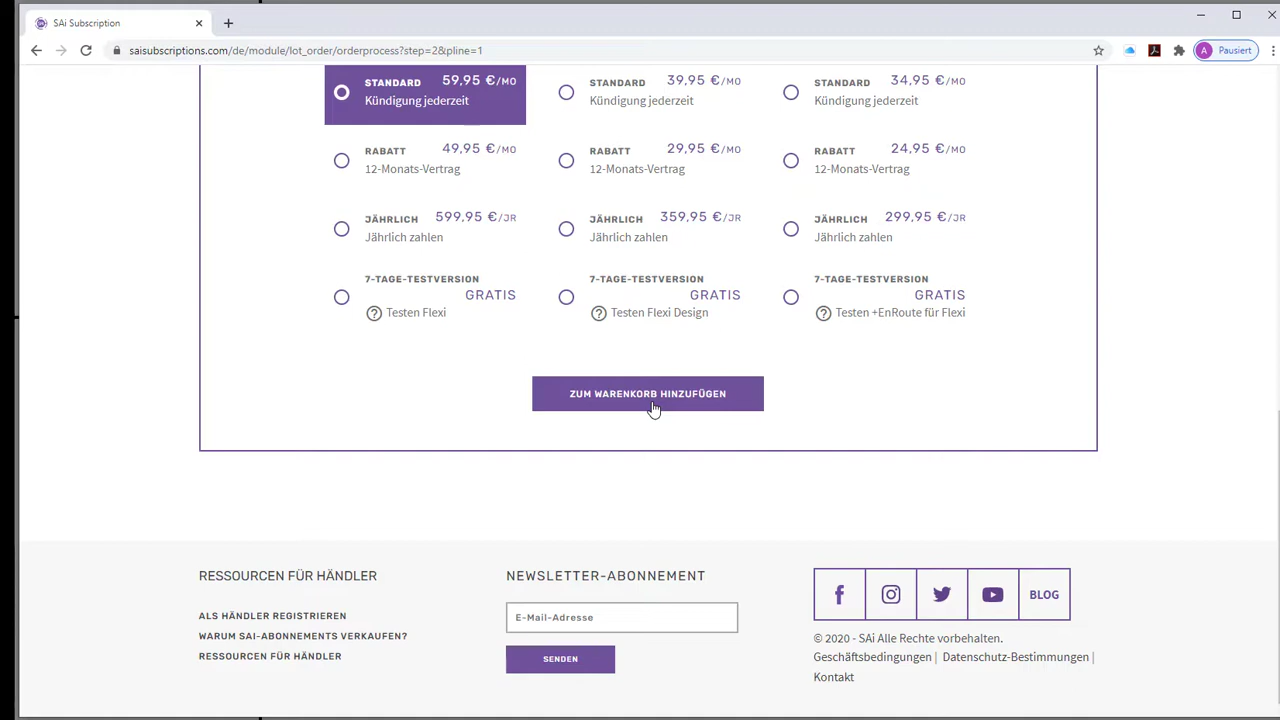 SAi Subscription
saisubscriptions.com/de/module/lot_order/orderprocess?step=2&pline=1
A Pausiert
STANDARD 59,95 €/MO
Kündigung jederzeit
STANDARD 39,95 €/MO
Kündigung jederzeit
STANDARD 34,95 €/MO
Kündigung jederzeit
RABATT 49,95 €/MO
12-Monats-Vertrag
RABATT 29,95 €/MO
12-Monats-Vertrag
RABATT 24,95 €/MO
12-Monats-Vertrag
JÄHRLICH 599,95 €/JR
Jährlich zahlen
JÄHRLICH 359,95 €/JR
Jährlich zahlen
JÄHRLICH 299,95 €/JR
Jährlich zahlen
7-TAGE-TESTVERSION
GRATIS
Testen Flexi
7-TAGE-TESTVERSION
GRATIS
Testen Flexi Design
7-TAGE-TESTVERSION
GRATIS
Testen +EnRoute für Flexi
ZUM WARENKORB HINZUFÜGEN
RESSOURCEN FÜR HÄNDLER
ALS HÄNDLER REGISTRIEREN
WARUM SAI-ABONNEMENTS VERKAUFEN?
RESSOURCEN FÜR HÄNDLER
NEWSLETTER-ABONNEMENT
E-Mail-Adresse
SENDEN
BLOG
© 2020 - SAi Alle Rechte vorbehalten.
Geschäftsbedingungen | Datenschutz-Bestimmungen |
Kontakt